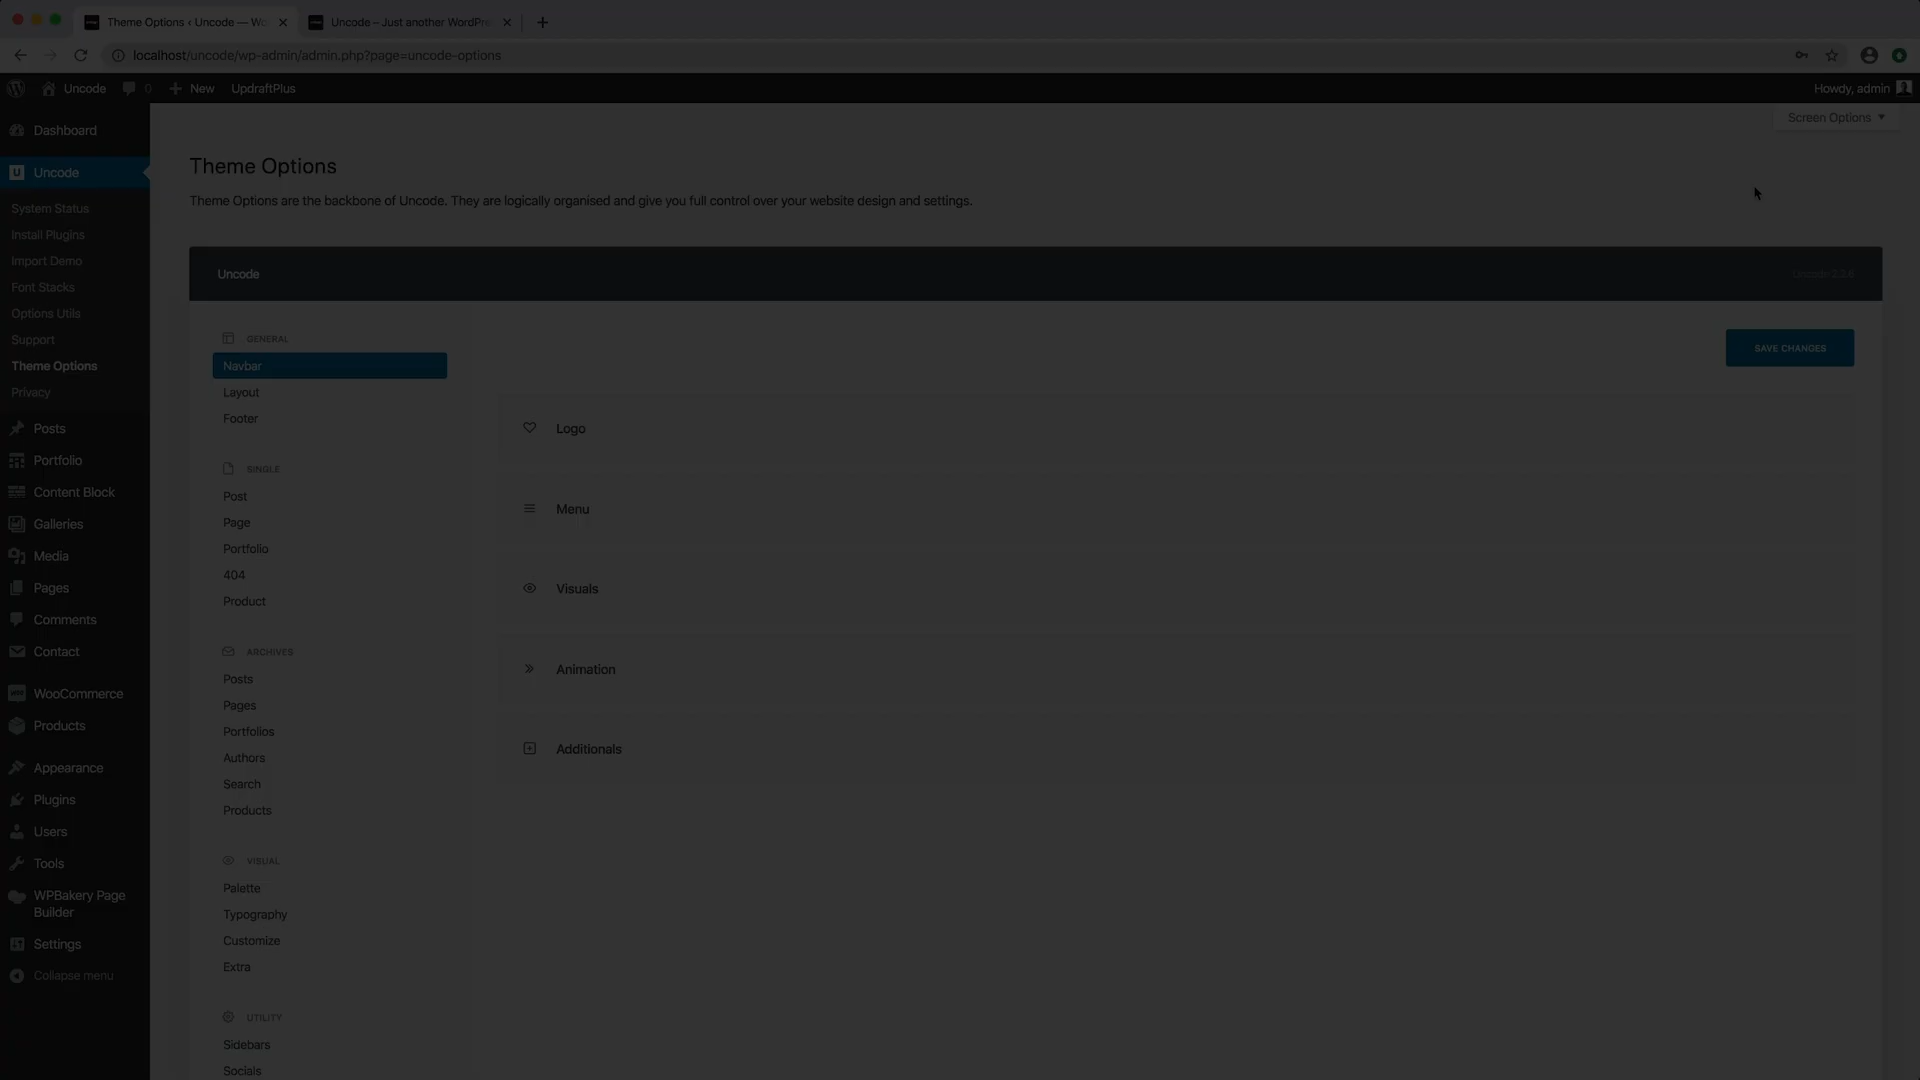 Theme Options ‹ Uncode — Wo
Uncode – Just another WordPre
localhost/uncode/wp-admin/admin.php?page=uncode-options
Uncode
0
New
UpdraftPlus
Howdy, admin
Screen Options
Dashboard
Uncode
System Status
Install Plugins
Import Demo
Font Stacks
Options Utils
Support
Theme Options
Privacy
Posts
Portfolio
Content Block
Galleries
Media
Pages
Comments
Contact
WooCommerce
Products
Appearance
Plugins
Users
Tools
WPBakery Page
Builder
Settings
Collapse menu
Theme Options
Theme Options are the backbone of Uncode. They are logically organised and give you full control over your website design and settings.
Uncode
Uncode 2.2.6
GENERAL
Navbar
Layout
Footer
SINGLE
Post
Page
Portfolio
404
Product
ARCHIVES
Posts
Pages
Portfolios
Authors
Search
Products
VISUAL
Palette
Typography
Customize
Extra
UTILITY
Sidebars
Socials
SAVE CHANGES
Logo
Menu
Visuals
Animation
Additionals